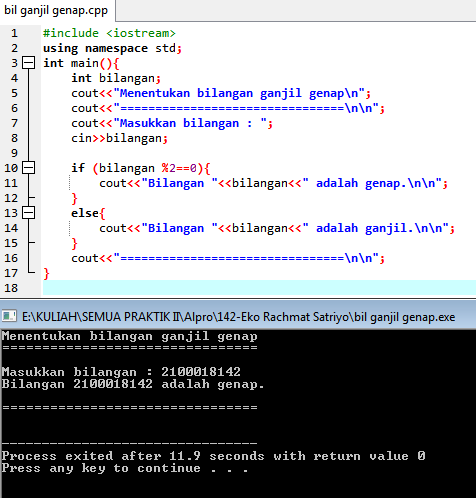 bil ganjil genap.cpp
1 #include <iostream>
2 using namespace std;
3 int main(){
4 int bilangan;
5 cout<<"Menentukan bilangan ganjil genap\n";
6 cout<<"================================\n\n";
7 cout<<"Masukkan bilangan : ";
8 cin>>bilangan;
9
10 if (bilangan %2==0){
11 cout<<"Bilangan "<<bilangan<<" adalah genap.\n\n";
12 }
13 else{
14 cout<<"Bilangan "<<bilangan<<" adalah ganjil.\n\n";
15 }
16 cout<<"================================\n\n";
17 }
18
E:\KULIAH\SEMUA PRAKTIK II\Alpro\142-Eko Rachmat Satriyo\bil ganjil genap.exe
Menentukan bilangan ganjil genap
================================
Masukkan bilangan : 2100018142
Bilangan 2100018142 adalah genap.
================================
--------------------------------
Process exited after 11.9 seconds with return value 0
Press any key to continue . . .